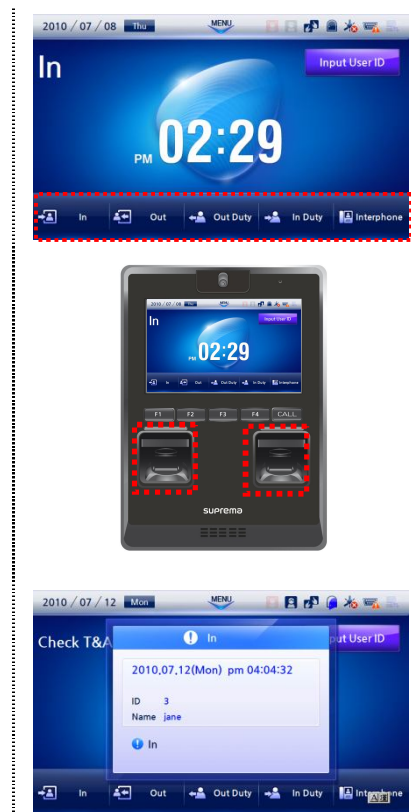 2010 / 07 / 08 Thu MENU
In
Input User ID
PM 02:29
In Out Out Duty In Duty Interphone
2010 / 07 / 08 Thu MENU
In
Input User ID
PM 02:29
In Out Out Duty In Duty Interphone
F1 F2 F3 F4 CALL
suprema
2010 / 07 / 12 Mon MENU
Check T&A
put User ID
In
2010,07,12(Mon) pm 04:04:32
ID 3
Name jane
In
In Out Out Duty In Duty